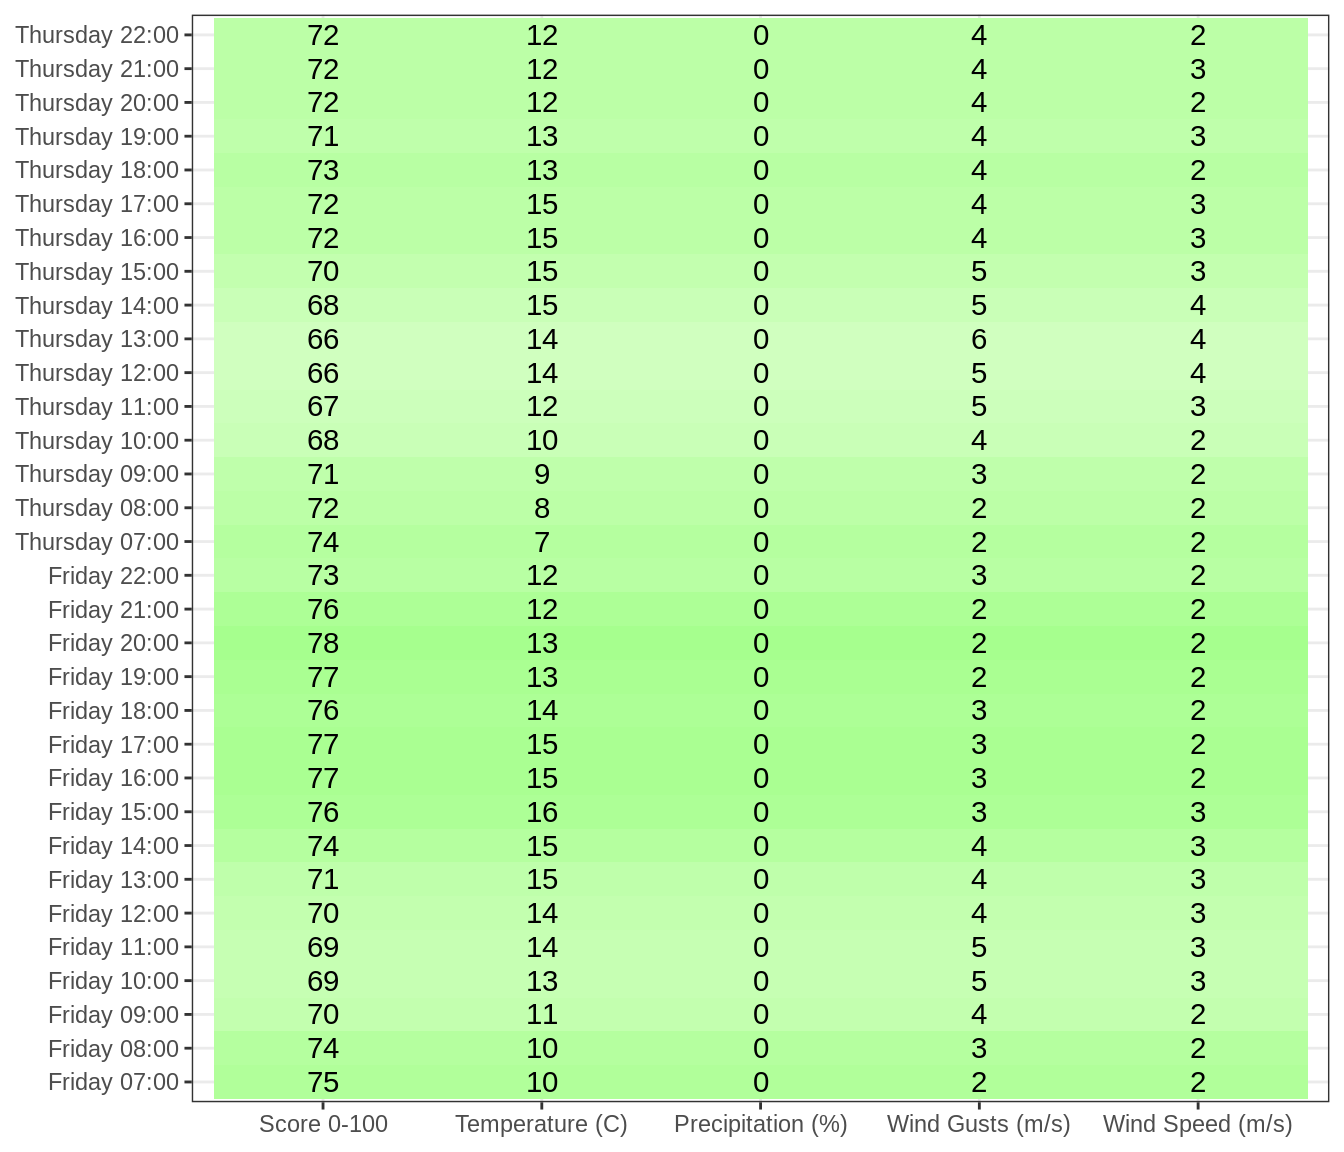 Thursday 22:00 72 12 0 4 2
Thursday 21:00 72 12 0 4 3
Thursday 20:00 72 12 0 4 2
Thursday 19:00 71 13 0 4 3
Thursday 18:00 73 13 0 4 2
Thursday 17:00 72 15 0 4 3
Thursday 16:00 72 15 0 4 3
Thursday 15:00 70 15 0 5 3
Thursday 14:00 68 15 0 5 4
Thursday 13:00 66 14 0 6 4
Thursday 12:00 66 14 0 5 4
Thursday 11:00 67 12 0 5 3
Thursday 10:00 68 10 0 4 2
Thursday 09:00 71 9 0 3 2
Thursday 08:00 72 8 0 2 2
Thursday 07:00 74 7 0 2 2
Friday 22:00 73 12 0 3 2
Friday 21:00 76 12 0 2 2
Friday 20:00 78 13 0 2 2
Friday 19:00 77 13 0 2 2
Friday 18:00 76 14 0 3 2
Friday 17:00 77 15 0 3 2
Friday 16:00 77 15 0 3 2
Friday 15:00 76 16 0 3 3
Friday 14:00 74 15 0 4 3
Friday 13:00 71 15 0 4 3
Friday 12:00 70 14 0 4 3
Friday 11:00 69 14 0 5 3
Friday 10:00 69 13 0 5 3
Friday 09:00 70 11 0 4 2
Friday 08:00 74 10 0 3 2
Friday 07:00 75 10 0 2 2
Score 0-100 Temperature (C) Precipitation (%) Wind Gusts (m/s) Wind Speed (m/s)